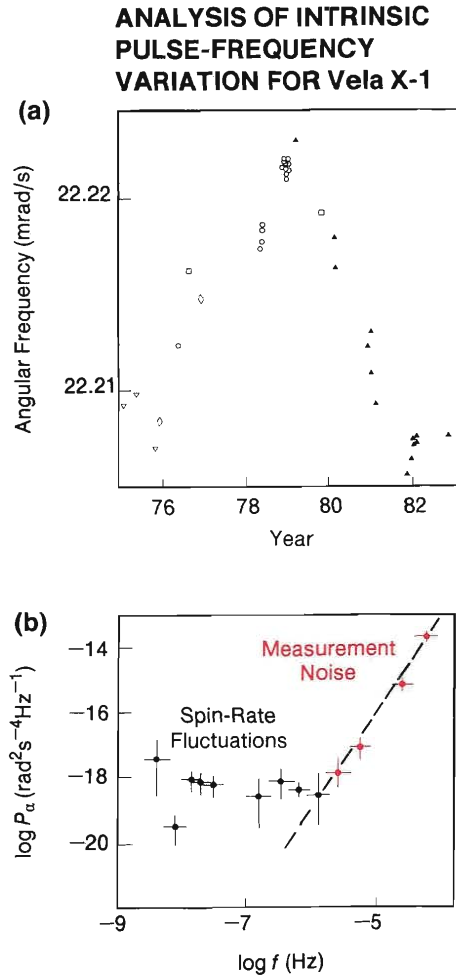 ANALYSIS OF INTRINSIC
PULSE-FREQUENCY
VARIATION FOR Vela X-1
(a)
Angular Frequency (mrad/s)
22.22
22.21
76
78
80
82
Year
(b)
log Pα (rad²s⁻⁴Hz⁻¹)
−14
−16
−18
−20
Measurement
Noise
Spin-Rate
Fluctuations
−9
−7
−5
log f (Hz)